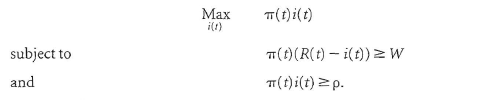 Max π(t)i(t)
i(t)
subject to π(t)(R(t) − i(t)) ≥ W
and π(t)i(t) ≥ ρ.